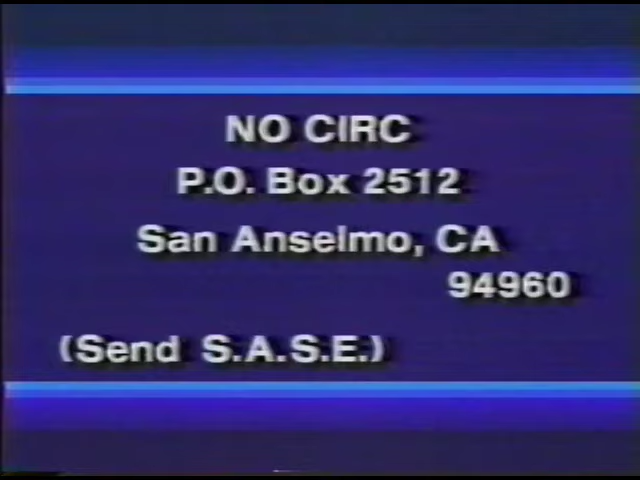 NO CIRC
P.O. Box 2512
San Anselmo, CA
94960
(Send S.A.S.E.)